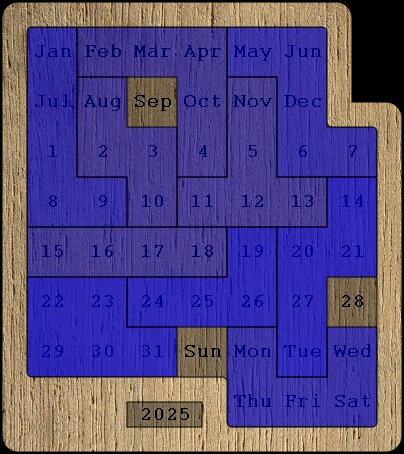 Jan Feb Mar Apr May Jun
Jul Aug Sep Oct Nov Dec
1 2 3 4 5 6 7
8 9 10 11 12 13 14
15 16 17 18 19 20 21
22 23 24 25 26 27 28
29 30 31 Sun Mon Tue Wed
Thu Fri Sat
2025